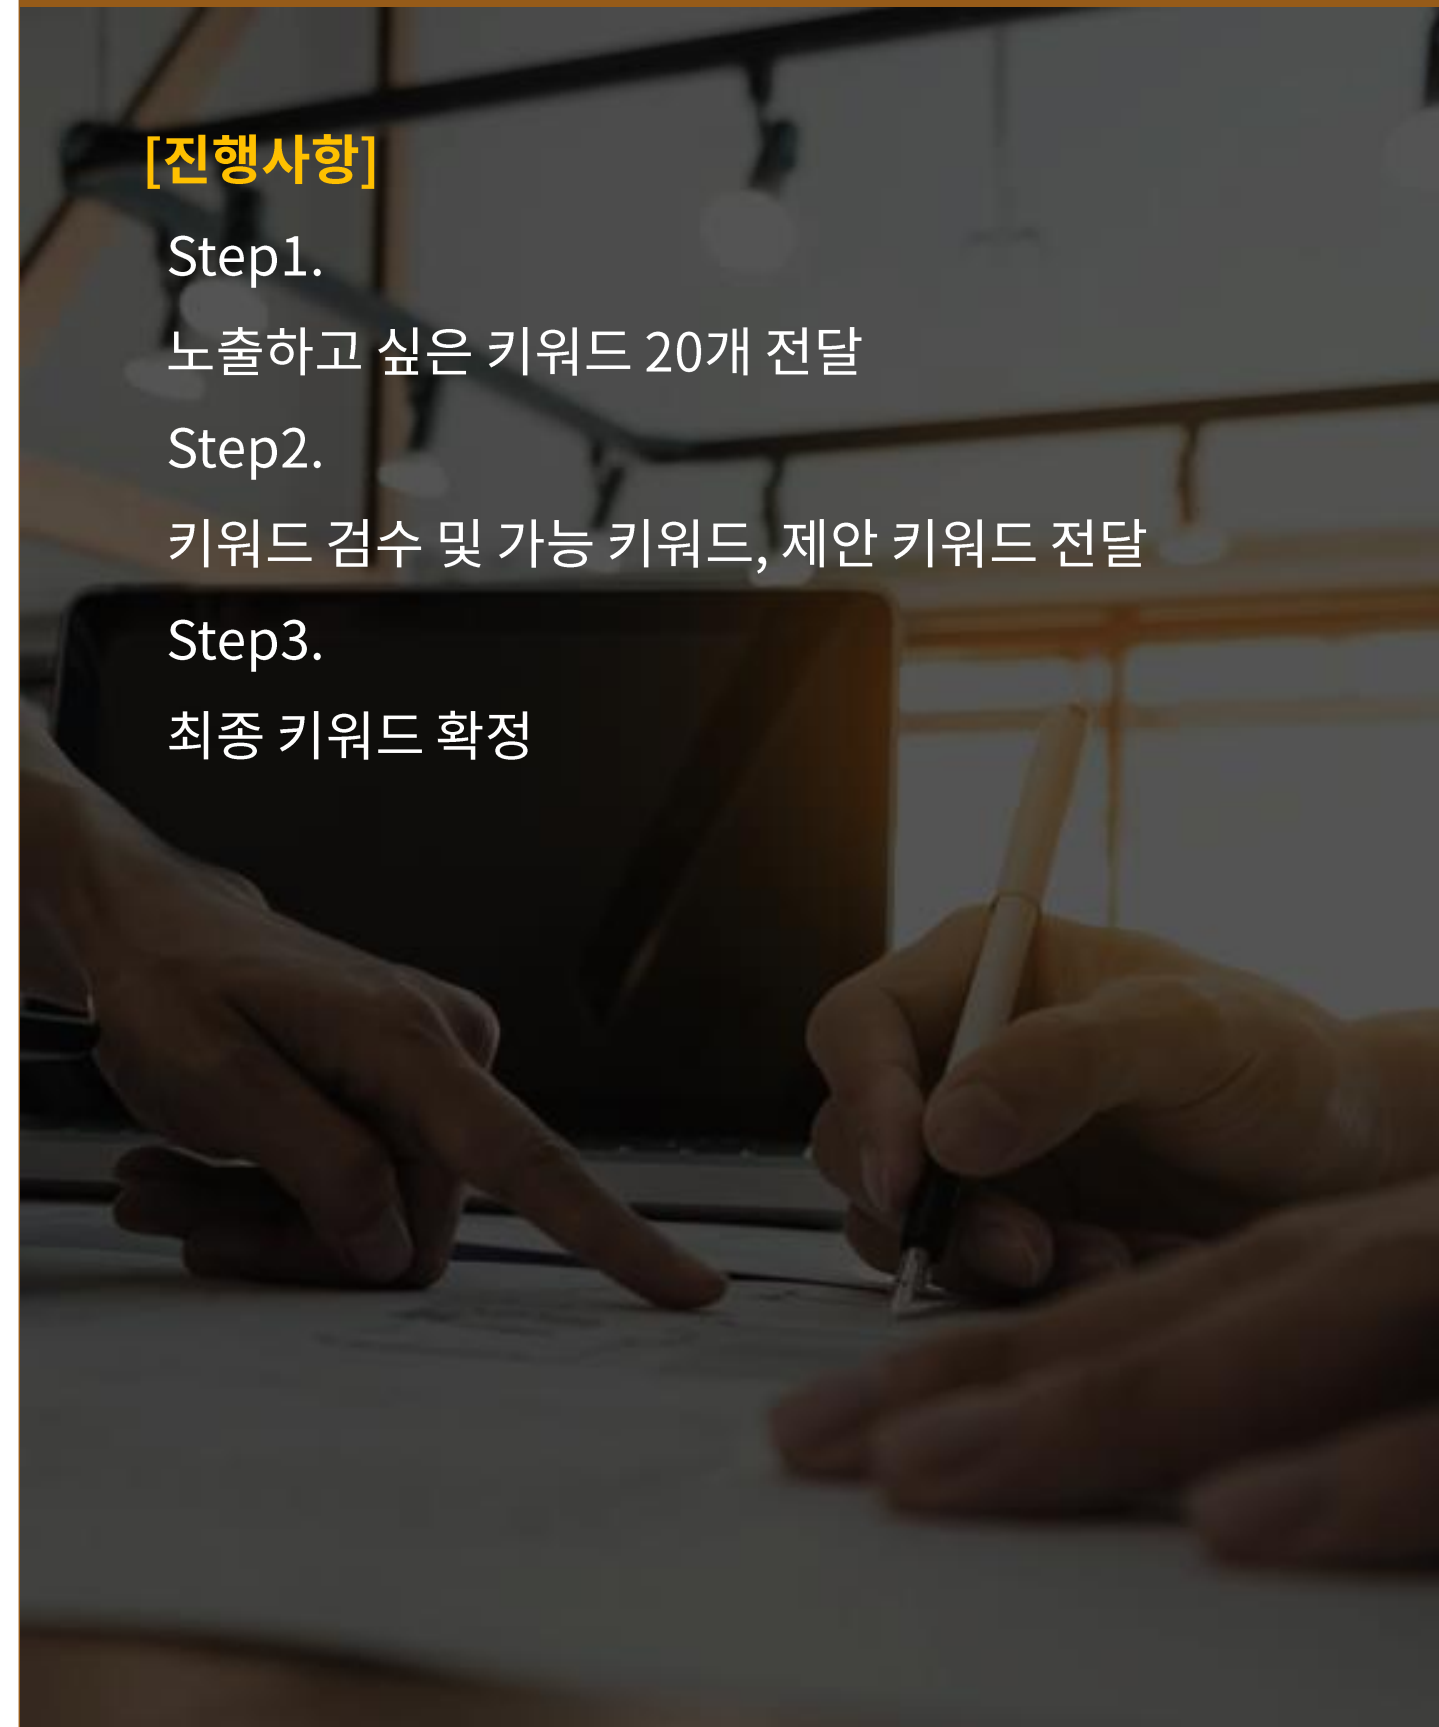 [진행사항]
Step1.
노출하고 싶은 키워드 20개 전달
Step2.
키워드 검수 및 가능 키워드, 제안 키워드 전달
Step3.
최종 키워드 확정